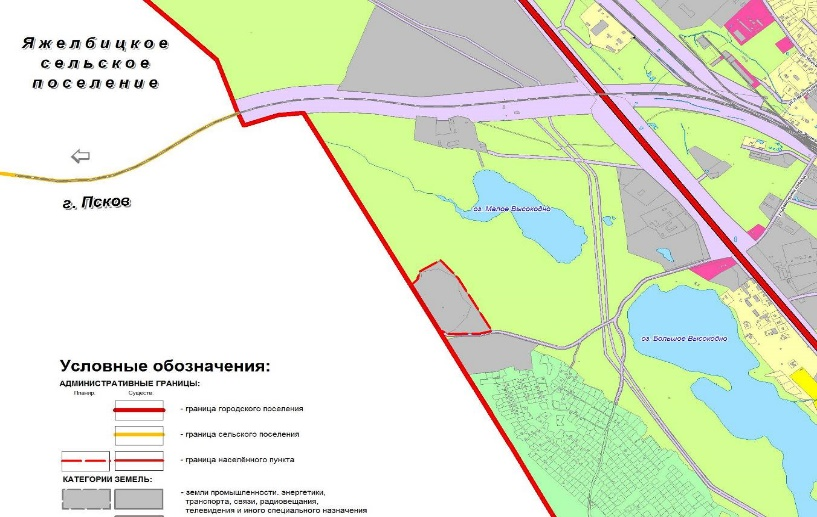 Яжелбицкое
сельское
поселение
г. Псков
оз. Малое Высокодно
оз. Большое Высокодно
Условные обозначения:
АДМИНИСТРАТИВНЫЕ ГРАНИЦЫ:
Планир. Существ.
- граница городского поселения
- граница сельского поселения
- граница населённого пункта
КАТЕГОРИИ ЗЕМЕЛЬ:
- земли промышленности, энергетики,
транспорта, связи, радиовещания,
телевидения и иного специального назначения